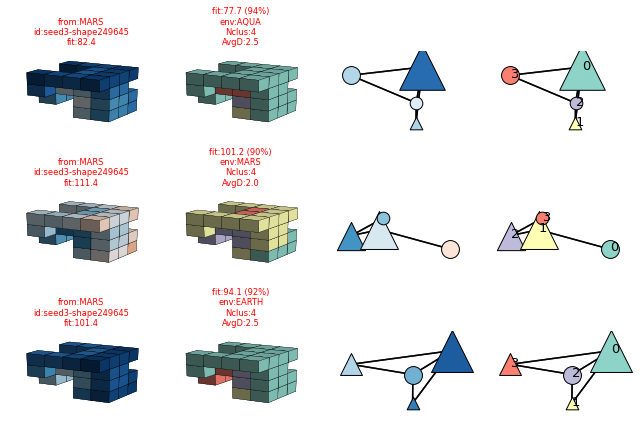 from:MARS
id:seed3-shape249645
fit:82.4
fit:77.7 (94%)
env:AQUA
Nclus:4
AvgD:2.5
3
0
2
1
from:MARS
id:seed3-shape249645
fit:111.4
fit:101.2 (90%)
env:MARS
Nclus:4
AvgD:2.0
3
2
1
0
from:MARS
id:seed3-shape249645
fit:101.4
fit:94.1 (92%)
env:EARTH
Nclus:4
AvgD:2.5
0
3
2
1